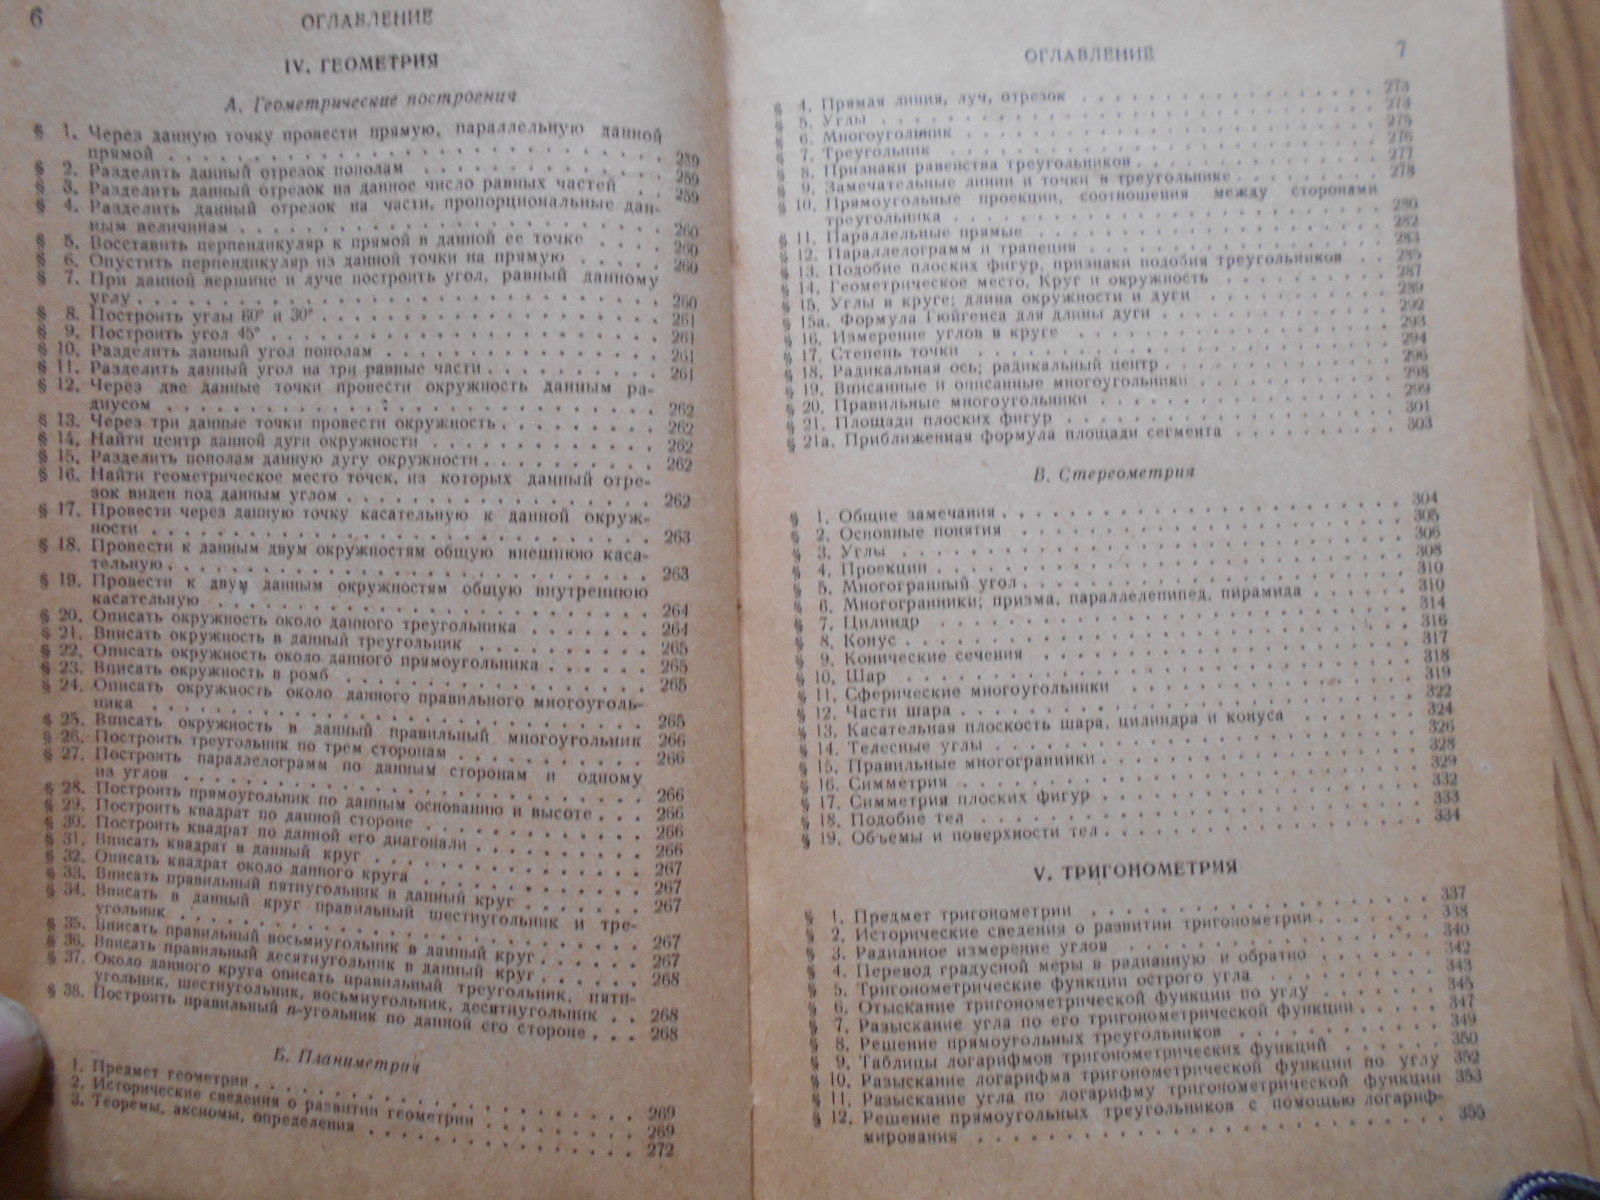 6
ОГЛАВЛЕНИЕ
IV. ГЕОМЕТРИЯ
А. Геометрические построения
§ 1. Через данную точку провести прямую, параллельную данной
прямой . . . 259
§ 2. Разделить данный отрезок пополам . . . 259
§ 3. Разделить данный отрезок на данное число равных частей . . 259
§ 4. Разделить данный отрезок на части, пропорциональные дан-
ным величинам . . . 260
§ 5. Восставить перпендикуляр к прямой в данной ее точке . . . 260
§ 6. Опустить перпендикуляр из данной точки на прямую . . . 260
§ 7. При данной вершине и луче построить угол, равный данному
углу . . . 260
§ 8. Построить углы 60° и 30° . . . 261
§ 9. Построить угол 45° . . . 261
§ 10. Разделить данный угол пополам . . . 261
§ 11. Разделить данный угол на три равные части . . . 261
§ 12. Через две данные точки провести окружность данным ра-
диусом . . . 262
§ 13. Через три данные точки провести окружность . . . 262
§ 14. Найти центр данной дуги окружности . . . 262
§ 15. Разделить пополам данную дугу окружности . . . 262
§ 16. Найти геометрическое место точек, из которых данный отре-
зок виден под данным углом . . . 262
§ 17. Провести через данную точку касательную к данной окруж-
ности . . . 263
§ 18. Провести к данным двум окружностям общую внешнюю каса-
тельную . . . 263
§ 19. Провести к двум данным окружностям общую внутреннюю
касательную . . . 264
§ 20. Описать окружность около данного треугольника . . . 264
§ 21. Вписать окружность в данный треугольник . . . 265
§ 22. Описать окружность около данного прямоугольника . . . 265
§ 23. Вписать окружность в ромб . . . 265
§ 24. Описать окружность около данного правильного многоуголь-
ника . . . 265
§ 25. Вписать окружность в данный правильный многоугольник 266
§ 26. Построить треугольник по трем сторонам . . . 266
§ 27. Построить параллелограмм по данным сторонам и одному
из углов . . . 266
§ 28. Построить прямоугольник по данным основанию и высоте . . . 266
§ 29. Построить квадрат по данной стороне . . . 266
§ 30. Построить квадрат по данной его диагонали . . . 266
§ 31. Вписать квадрат в данный круг . . . 267
§ 32. Описать квадрат около данного круга . . . 267
§ 33. Вписать правильный пятиугольник в данный круг . . . 267
§ 34. Вписать в данный круг правильный шестиугольник и тре-
угольник . . . 267
§ 35. Вписать правильный восьмиугольник в данный круг . . . 267
§ 36. Вписать правильный десятиугольник в данный круг . . . 268
§ 37. Около данного круга описать правильный треугольник, пяти-
угольник, шестиугольник, восьмиугольник, десятиугольник . . 268
§ 38. Построить правильный n-угольник по данной его стороне . . . 268
Б. Планиметрия
1. Предмет геометрии . . . 269
2. Исторические сведения о развитии геометрии . . . 269
3. Теоремы, аксиомы, определения . . . 272
ОГЛАВЛЕНИЕ
7
§ 4. Прямая линия, луч, отрезок . . . 273
§ 5. Углы . . . 273
§ 6. Многоугольник . . . 275
§ 7. Треугольник . . . 276
§ 8. Признаки равенства треугольников . . . 277
§ 9. Замечательные линии и точки в треугольнике . . . 278
§ 10. Прямоугольные проекции, соотношения между сторонами
треугольника . . . 280
§ 11. Параллельные прямые . . . 282
§ 12. Параллелограмм и трапеция . . . 283
§ 13. Подобие плоских фигур, признаки подобия треугольников . . 285
§ 14. Геометрическое место. Круг и окружность . . . 287
§ 15. Углы в круге; длина окружности и дуги . . . 289
§ 15а. Формула Гюйгенса для длины дуги . . . 292
§ 16. Измерение углов в круге . . . 293
§ 17. Степень точки . . . 294
§ 18. Радикальная ось; радикальный центр . . . 296
§ 19. Вписанные и описанные многоугольники . . . 298
§ 20. Правильные многоугольники . . . 299
§ 21. Площади плоских фигур . . . 301
§ 21а. Приближенная формула площади сегмента . . . 303
В. Стереометрия
§ 1. Общие замечания . . . 304
§ 2. Основные понятия . . . 305
§ 3. Углы . . . 306
§ 4. Проекции . . . 308
§ 5. Многогранный угол . . . 310
§ 6. Многогранники; призма, параллелепипед, пирамида . . . 310
§ 7. Цилиндр . . . 314
§ 8. Конус . . . 316
§ 9. Конические сечения . . . 317
§ 10. Шар . . . 318
§ 11. Сферические многоугольники . . . 319
§ 12. Части шара . . . 322
§ 13. Касательная плоскость шара, цилиндра и конуса . . . 324
§ 14. Телесные углы . . . 326
§ 15. Правильные многогранники . . . 328
§ 16. Симметрия . . . 329
§ 17. Симметрия плоских фигур . . . 332
§ 18. Подобие тел . . . 333
§ 19. Объемы и поверхности тел . . . 334
V. ТРИГОНОМЕТРИЯ
§ 1. Предмет тригонометрии . . . 337
§ 2. Исторические сведения о развитии тригонометрии . . . 338
§ 3. Радианное измерение углов . . . 340
§ 4. Перевод градусной меры в радианную и обратно . . . 342
§ 5. Тригонометрические функции острого угла . . . 343
§ 6. Отыскание тригонометрической функции по углу . . . 345
§ 7. Разыскание угла по его тригонометрической функции . . . 347
§ 8. Решение прямоугольных треугольников . . . 349
§ 9. Таблицы логарифмов тригонометрических функций . . . 350
§ 10. Разыскание логарифма тригонометрической функции по углу 352
§ 11. Разыскание угла по логарифму тригонометрической функции 353
§ 12. Решение прямоугольных треугольников с помощью логариф-
мирования . . . 355